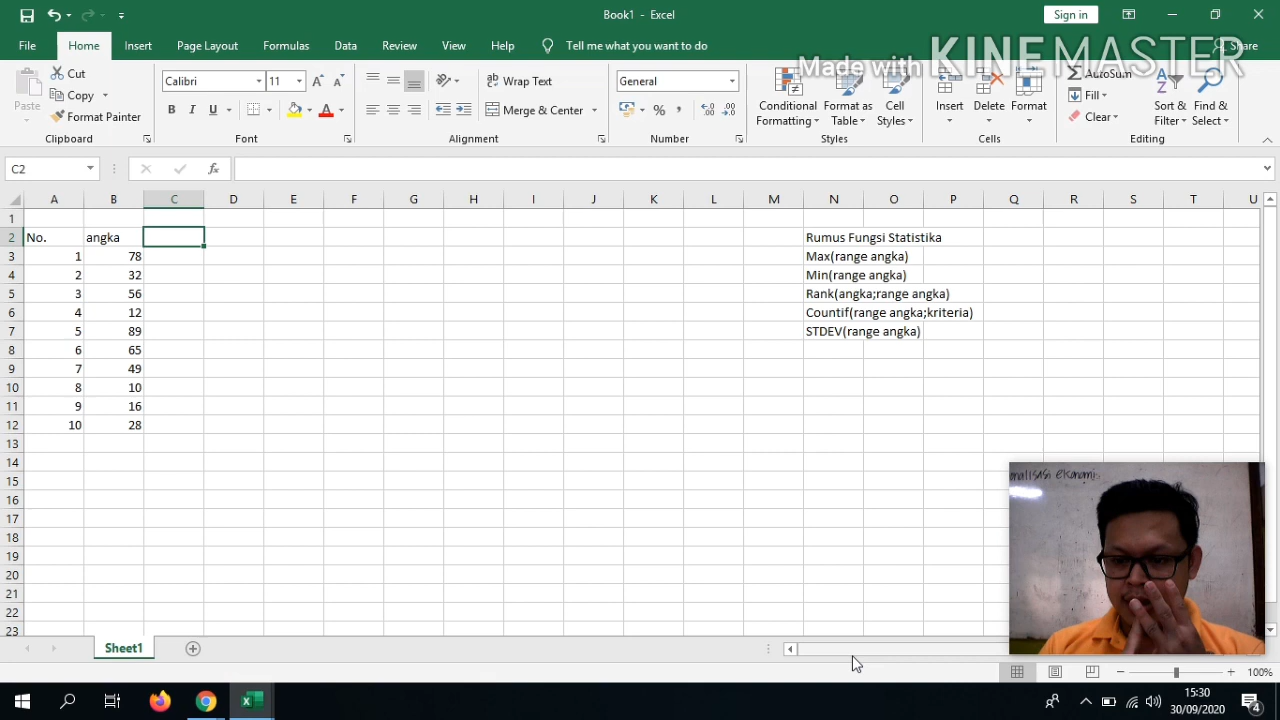 Book1 - Excel
Sign in
File Home Insert Page Layout Formulas Data Review View Help Tell me what you want to do Share
Made with KINEMASTER
Paste
Cut
Copy
Format Painter
Clipboard
Calibri 11
B I U
Font
Wrap Text
Merge & Center
Alignment
General
Number
Conditional Formatting
Format as Table
Cell Styles
Styles
Insert Delete Format
Cells
AutoSum
Fill
Clear
Sort & Filter
Find & Select
Editing
C2 fx
A B C D E F G H I J K L M N O P Q R S T U
1
2 No. angka Rumus Fungsi Statistika
3 1 78 Max(range angka)
4 2 32 Min(range angka)
5 3 56 Rank(angka;range angka)
6 4 12 Countif(range angka;kriteria)
7 5 89 STDEV(range angka)
8 6 65
9 7 49
10 8 10
11 9 16
12 10 28
13
14
15
16
17
18
19
20
21
22
23
onalisasi ekonomi
Sheet1
100%
15:30
30/09/2020
4